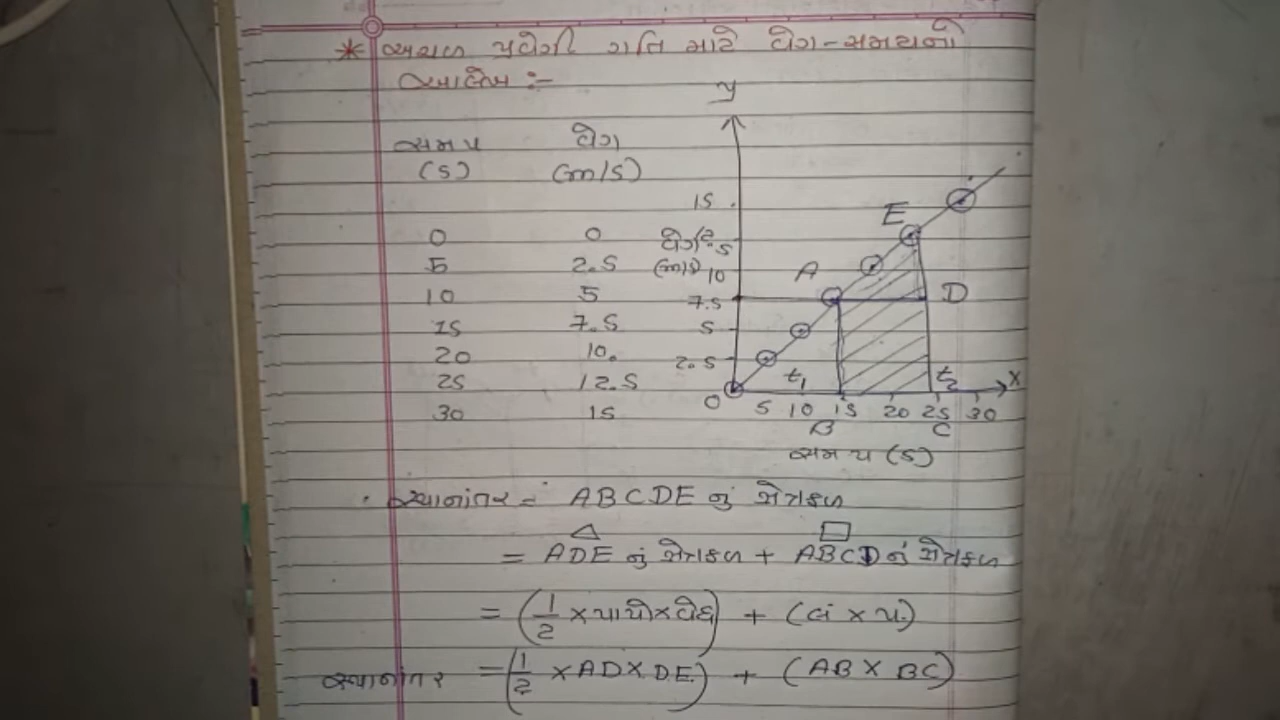 * અચળ પ્રવેગી ગતિ માટે વેગ-સમયનો
આલેખ :-
સમય વેગ
(s) (m/s)
0 0
5 2.5
10 5
15 7.5
20 10.
25 12.5
30 15
y
15
વેગ 12.5
(m/s) 10
7.5
5
2.5
O 5 10 15 20 25 30
A E D
t1 t2 X
B C
સમય (s)
સ્થાનાંતર = ABCDE નું ક્ષેત્રફળ
= △ADE નું ક્ષેત્રફળ + □ABCD નું ક્ષેત્રફળ
= (1/2 × પાયો × વેધ) + (લં × પ.)
સ્થાનાંતર = (1/2 × AD × DE) + (AB × BC)